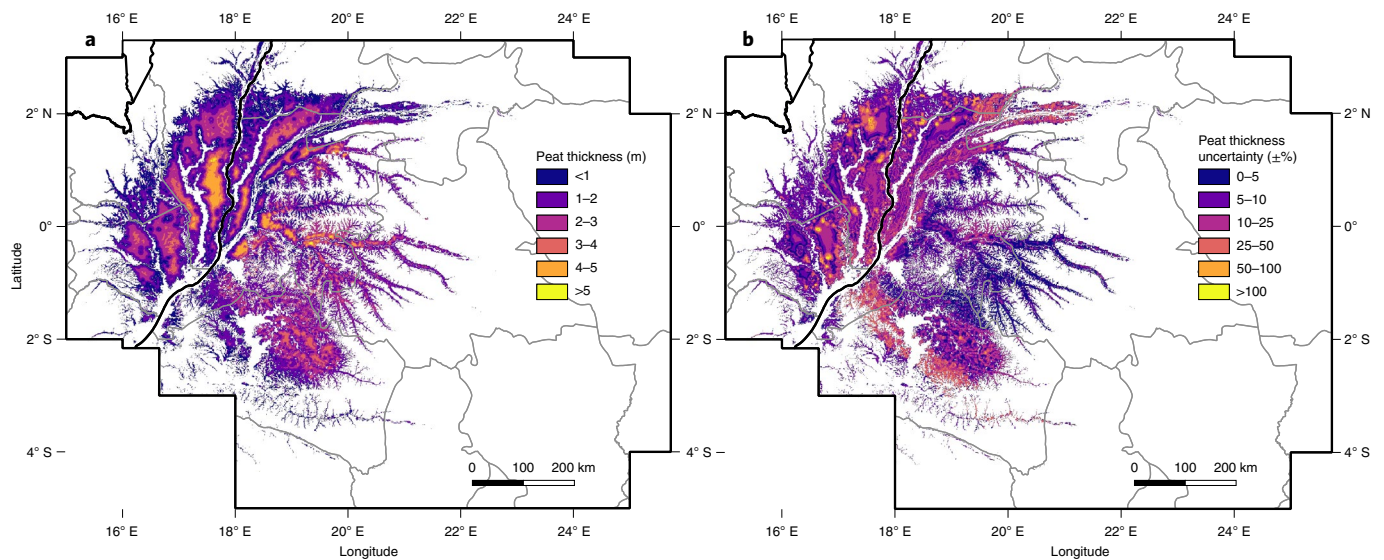 16° E 18° E 20° E 22° E 24° E
a
2° N
0°
2° S
4° S
Latitude
Peat thickness (m)
<1
1–2
2–3
3–4
4–5
>5
0 100 200 km
16° E 18° E 20° E 22° E 24° E
Longitude
16° E 18° E 20° E 22° E 24° E
b
Peat thickness
uncertainty (±%)
0–5
5–10
10–25
25–50
50–100
>100
2° N
0°
2° S
4° S
0 100 200 km
16° E 18° E 20° E 22° E 24° E
Longitude